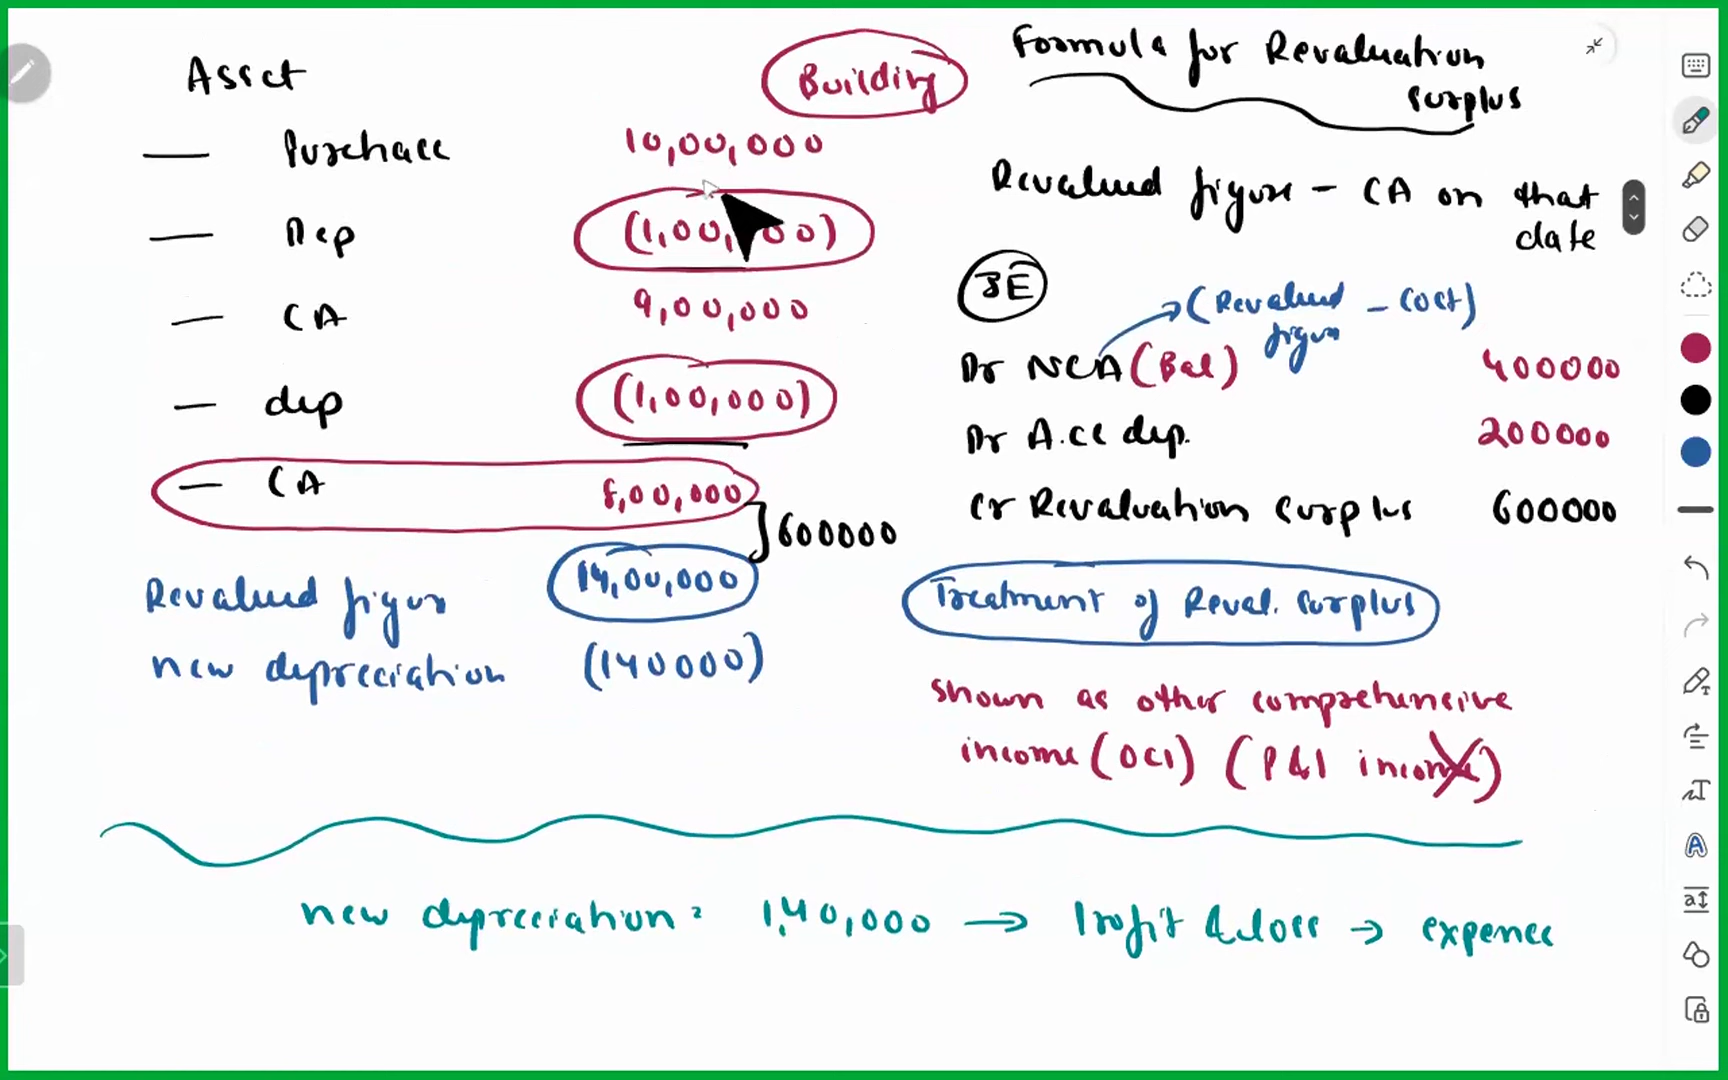 Asset
Building
Purchase 10,00,000
Dep (1,00,000)
CA 9,00,000
dep (1,00,000)
CA 8,00,000
600000
Revalued figure 14,00,000
new depreciation (140000)
Formula for Revaluation
surplus
Revalued figure - CA on that
date
JE
(Revalued - cost)
figure
Dr NCA (Bal) 400000
Dr Acc dep. 200000
Cr Revaluation surplus 600000
Treatment of Reval. surplus
shown as other comprehensive
income (OCI) (P&l income)
new depreciation = 1,40,000 → Profit & loss → expense